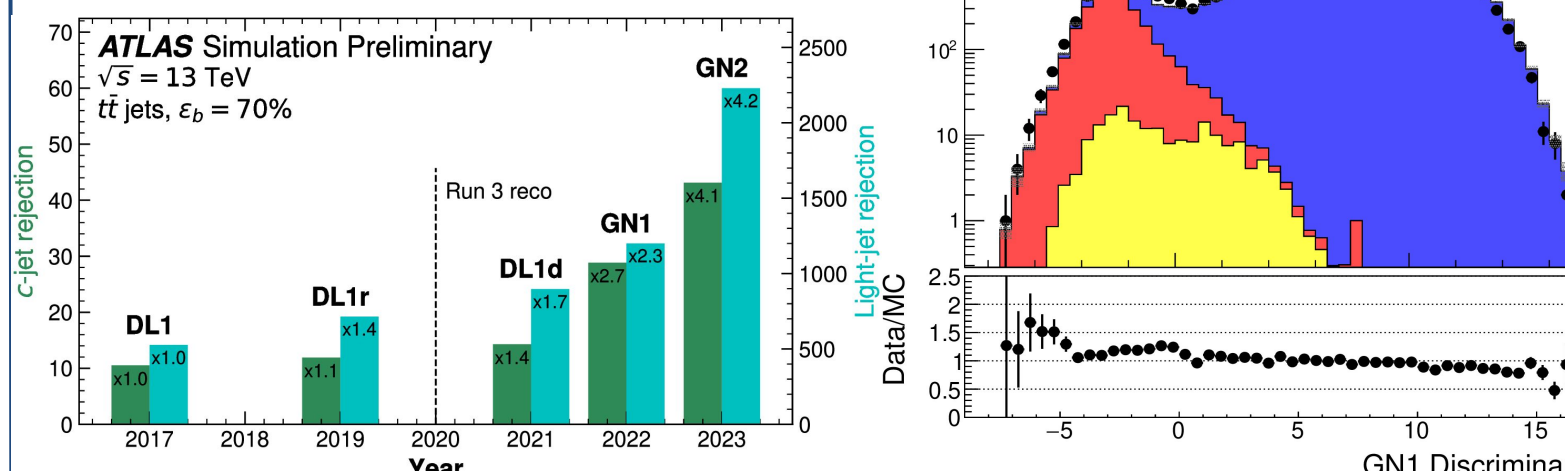 ATLAS Simulation Preliminary
√s = 13 TeV
tt̄ jets, ε_b = 70%
c-jet rejection
70
60
50
40
30
20
10
0
DL1
x1.0
x1.0
DL1r
x1.1
x1.4
Run 3 reco
DL1d
x1.4
x1.7
GN1
x2.7
x2.3
GN2
x4.1
x4.2
2500
2000
1500
1000
500
0
Light-jet rejection
2017 2018 2019 2020 2021 2022 2023
Year
10²
10
1
Data/MC
2.5
2
1.5
1
0.5
0
−5 0 5 10 15
GN1 Discrimina